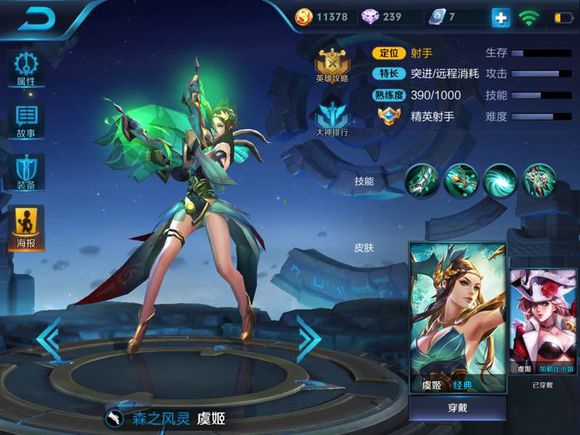 11378
239
7
属性
故事
装备
海报
英雄攻略
大神排行
定位 射手
特长 突进/远程消耗
熟练度 390/1000
精英射手
生存
攻击
技能
难度
技能
皮肤
虞姬 经典
穿戴
虞姬 加勒比小姐
已穿戴
森之风灵 虞姬